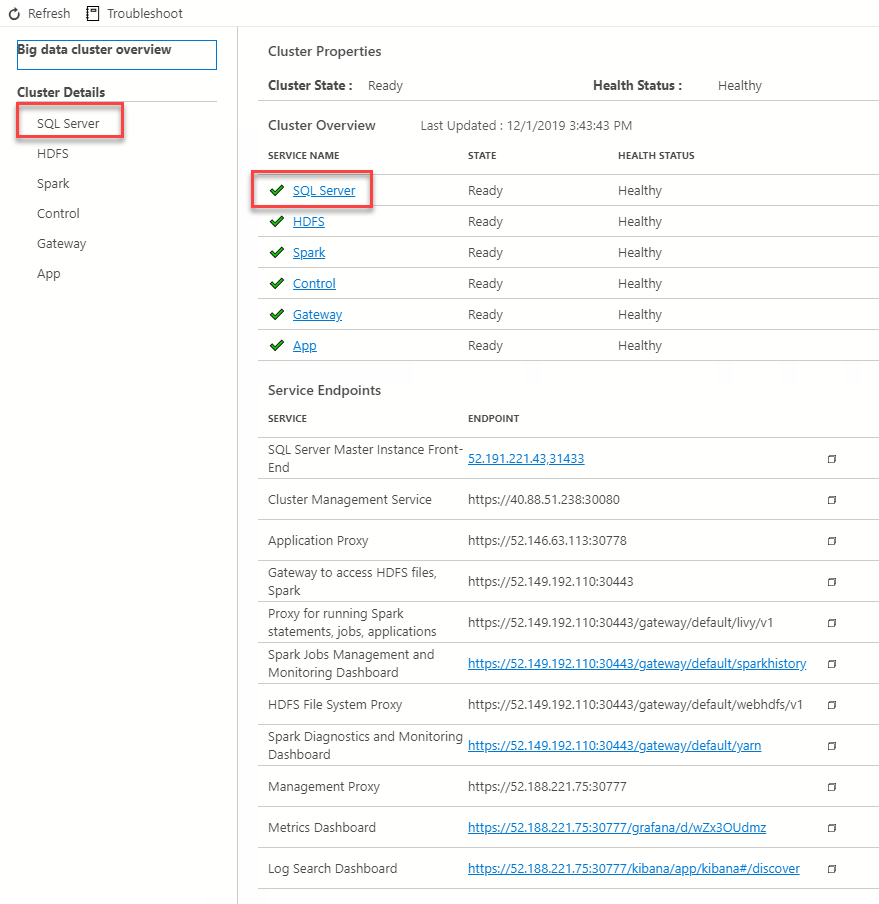 Refresh Troubleshoot
Big data cluster overview
Cluster Details
SQL Server
HDFS
Spark
Control
Gateway
App
Cluster Properties
Cluster State : Ready Health Status : Healthy
Cluster Overview Last Updated : 12/1/2019 3:43:43 PM
SERVICE NAME STATE HEALTH STATUS
SQL Server Ready Healthy
HDFS Ready Healthy
Spark Ready Healthy
Control Ready Healthy
Gateway Ready Healthy
App Ready Healthy
Service Endpoints
SERVICE ENDPOINT
SQL Server Master Instance Front-
End
52.191.221.43,31433
Cluster Management Service https://40.88.51.238:30080
Application Proxy https://52.146.63.113:30778
Gateway to access HDFS files,
Spark
https://52.149.192.110:30443
Proxy for running Spark
statements, jobs, applications
https://52.149.192.110:30443/gateway/default/livy/v1
Spark Jobs Management and
Monitoring Dashboard
https://52.149.192.110:30443/gateway/default/sparkhistory
HDFS File System Proxy https://52.149.192.110:30443/gateway/default/webhdfs/v1
Spark Diagnostics and Monitoring
Dashboard
https://52.149.192.110:30443/gateway/default/yarn
Management Proxy https://52.188.221.75:30777
Metrics Dashboard https://52.188.221.75:30777/grafana/d/wZx3OUdmz
Log Search Dashboard https://52.188.221.75:30777/kibana/app/kibana#/discover